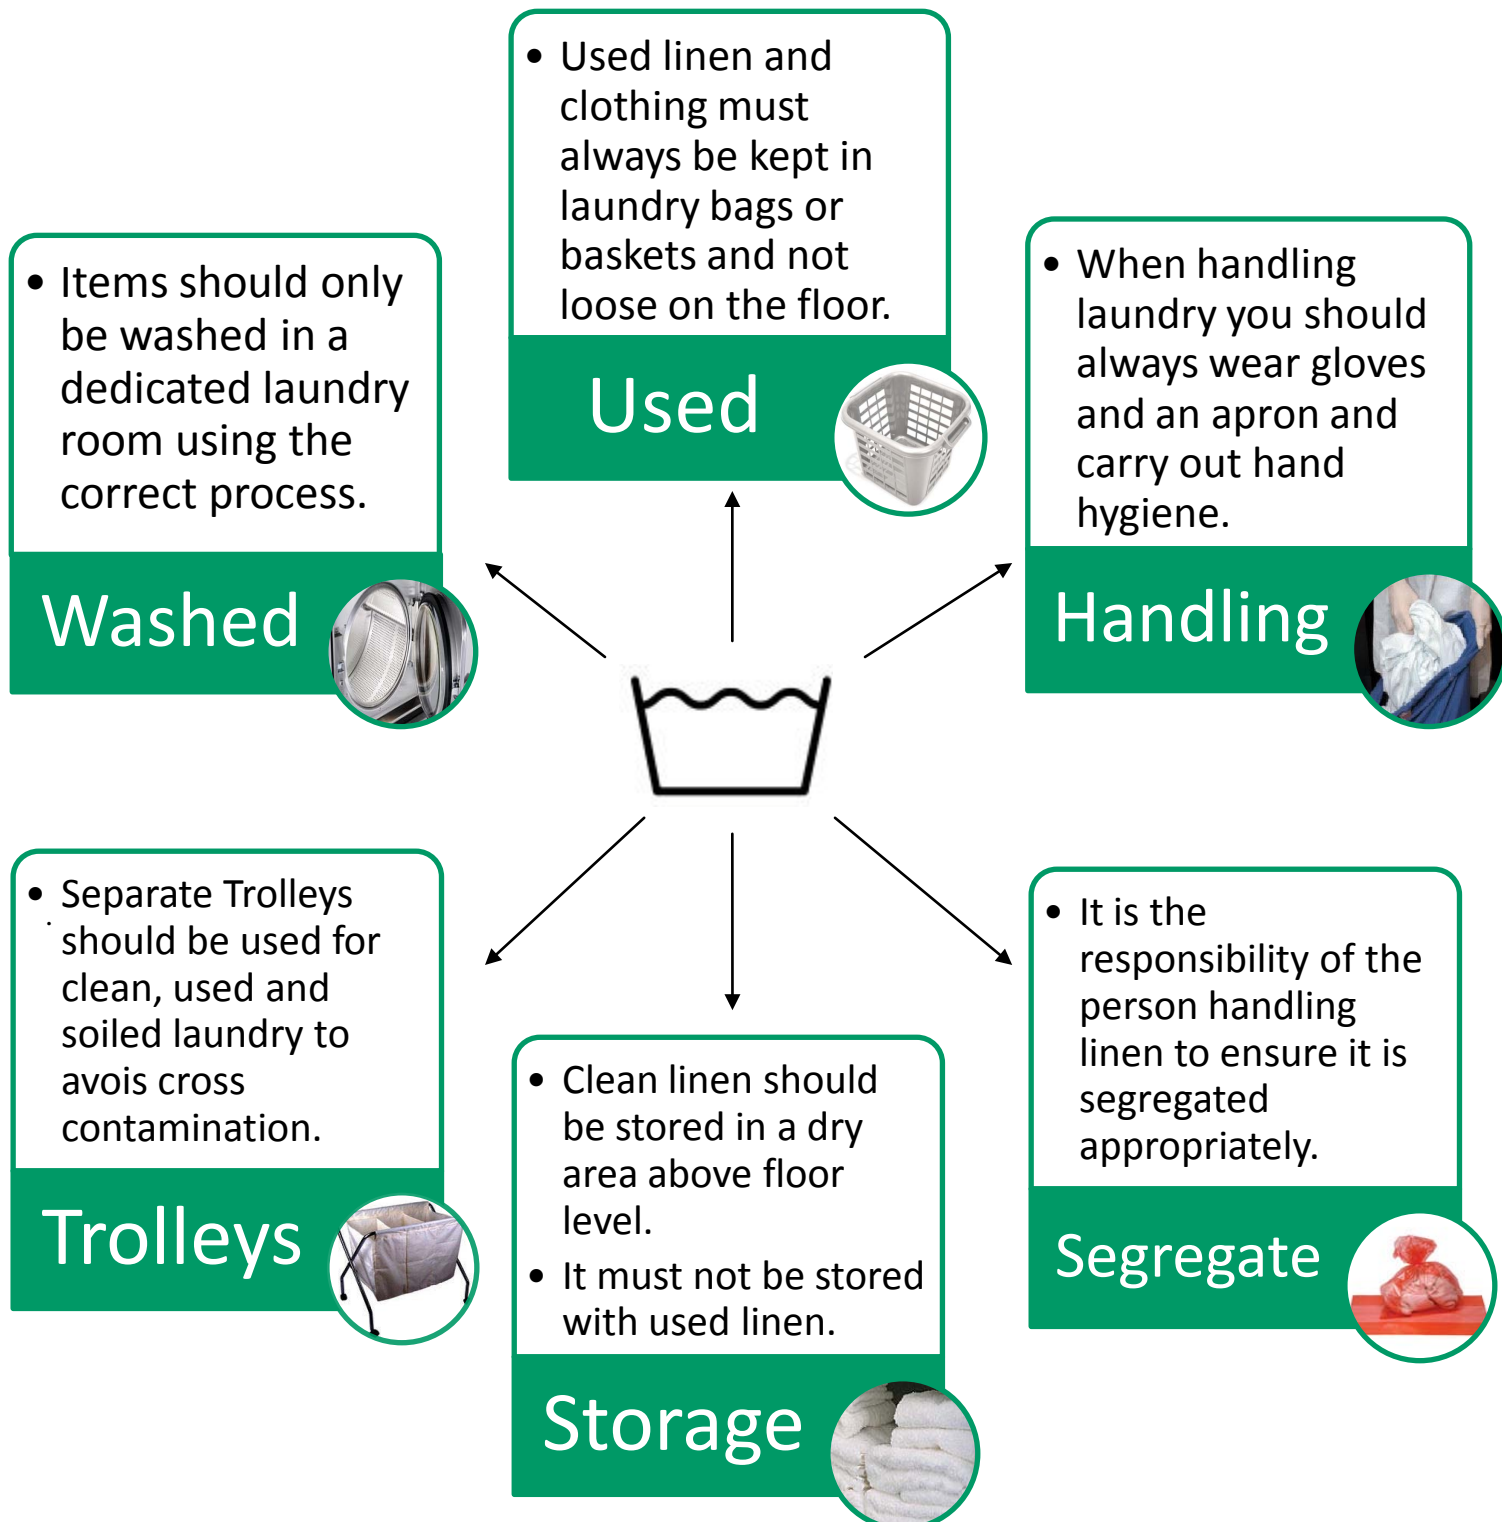 • Used linen and
clothing must
always be kept in
laundry bags or
baskets and not
loose on the floor.
Used
• Items should only
be washed in a
dedicated laundry
room using the
correct process.
Washed
• When handling
laundry you should
always wear gloves
and an apron and
carry out hand
hygiene.
Handling
• Separate Trolleys
should be used for
clean, used and
soiled laundry to
avois cross
contamination.
Trolleys
• Clean linen should
be stored in a dry
area above floor
level.
• It must not be stored
with used linen.
Storage
• It is the
responsibility of the
person handling
linen to ensure it is
segregated
appropriately.
Segregate